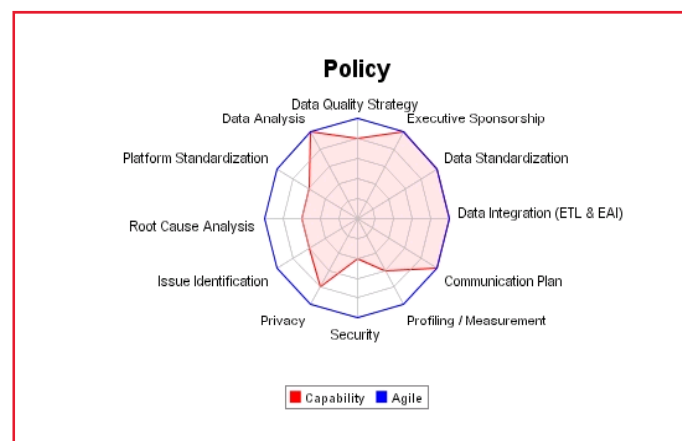 Policy
Data Quality Strategy
Data Analysis
Executive Sponsorship
Platform Standardization
Data Standardization
Root Cause Analysis
Data Integration (ETL & EAI)
Issue Identification
Communication Plan
Privacy
Profiling / Measurement
Security
Capability
Agile